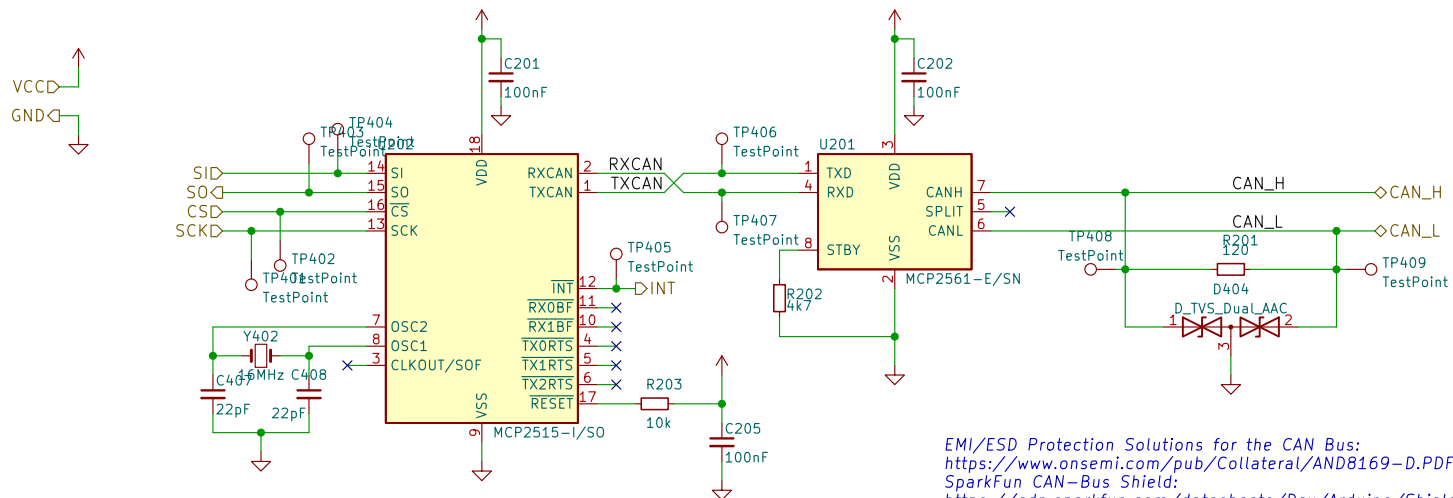 VCC
GND
SI
SO
CS
SCK
TP403
TestPoint
TP404
TestPoint
TP402
TestPoint
TP401
TestPoint
U202
14 SI
15 SO
16 CS
13 SCK
7 OSC2
8 OSC1
3 CLKOUT/SOF
18 VDD
9 VSS
RXCAN 2
TXCAN 1
INT 12
RX0BF 11
RX1BF 10
TX0RTS 4
TX1RTS 5
TX2RTS 6
RESET 17
MCP2515-I/SO
C201
100nF
RXCAN
TXCAN
TP405
TestPoint
INT
Y402
16MHz
C407
22pF
C408
22pF
R203
10k
C205
100nF
TP406
TestPoint
TP407
TestPoint
C202
100nF
U201
1 TXD
4 RXD
8 STBY
3 VDD
2 VSS
CANH 7
SPLIT 5
CANL 6
MCP2561-E/SN
R202
4k7
CAN_H
CAN_L
CAN_H
CAN_L
TP408
TestPoint
R201
120
TP409
TestPoint
D404
D_TVS_Dual_AAC
1
2
3
EMI/ESD Protection Solutions for the CAN Bus:
https://www.onsemi.com/pub/Collateral/AND8169-D.PDF
SparkFun CAN-Bus Shield: